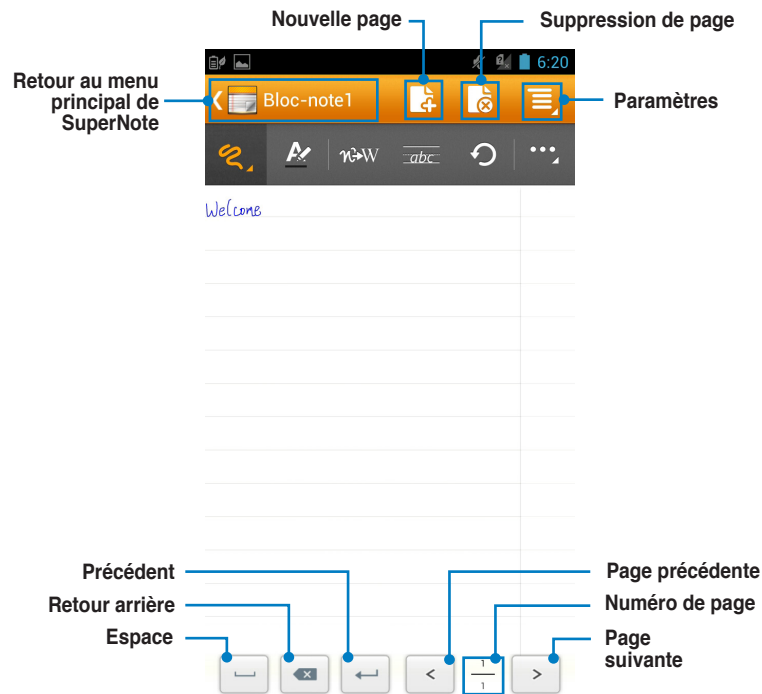 Nouvelle page
Suppression de page
6:20
Retour au menu
principal de
SuperNote
Bloc-note1
Paramètres
n→W
abc
Welcome
Précédent
Page précédente
Retour arrière
Numéro de page
Espace
Page
suivante
<
1
1
>